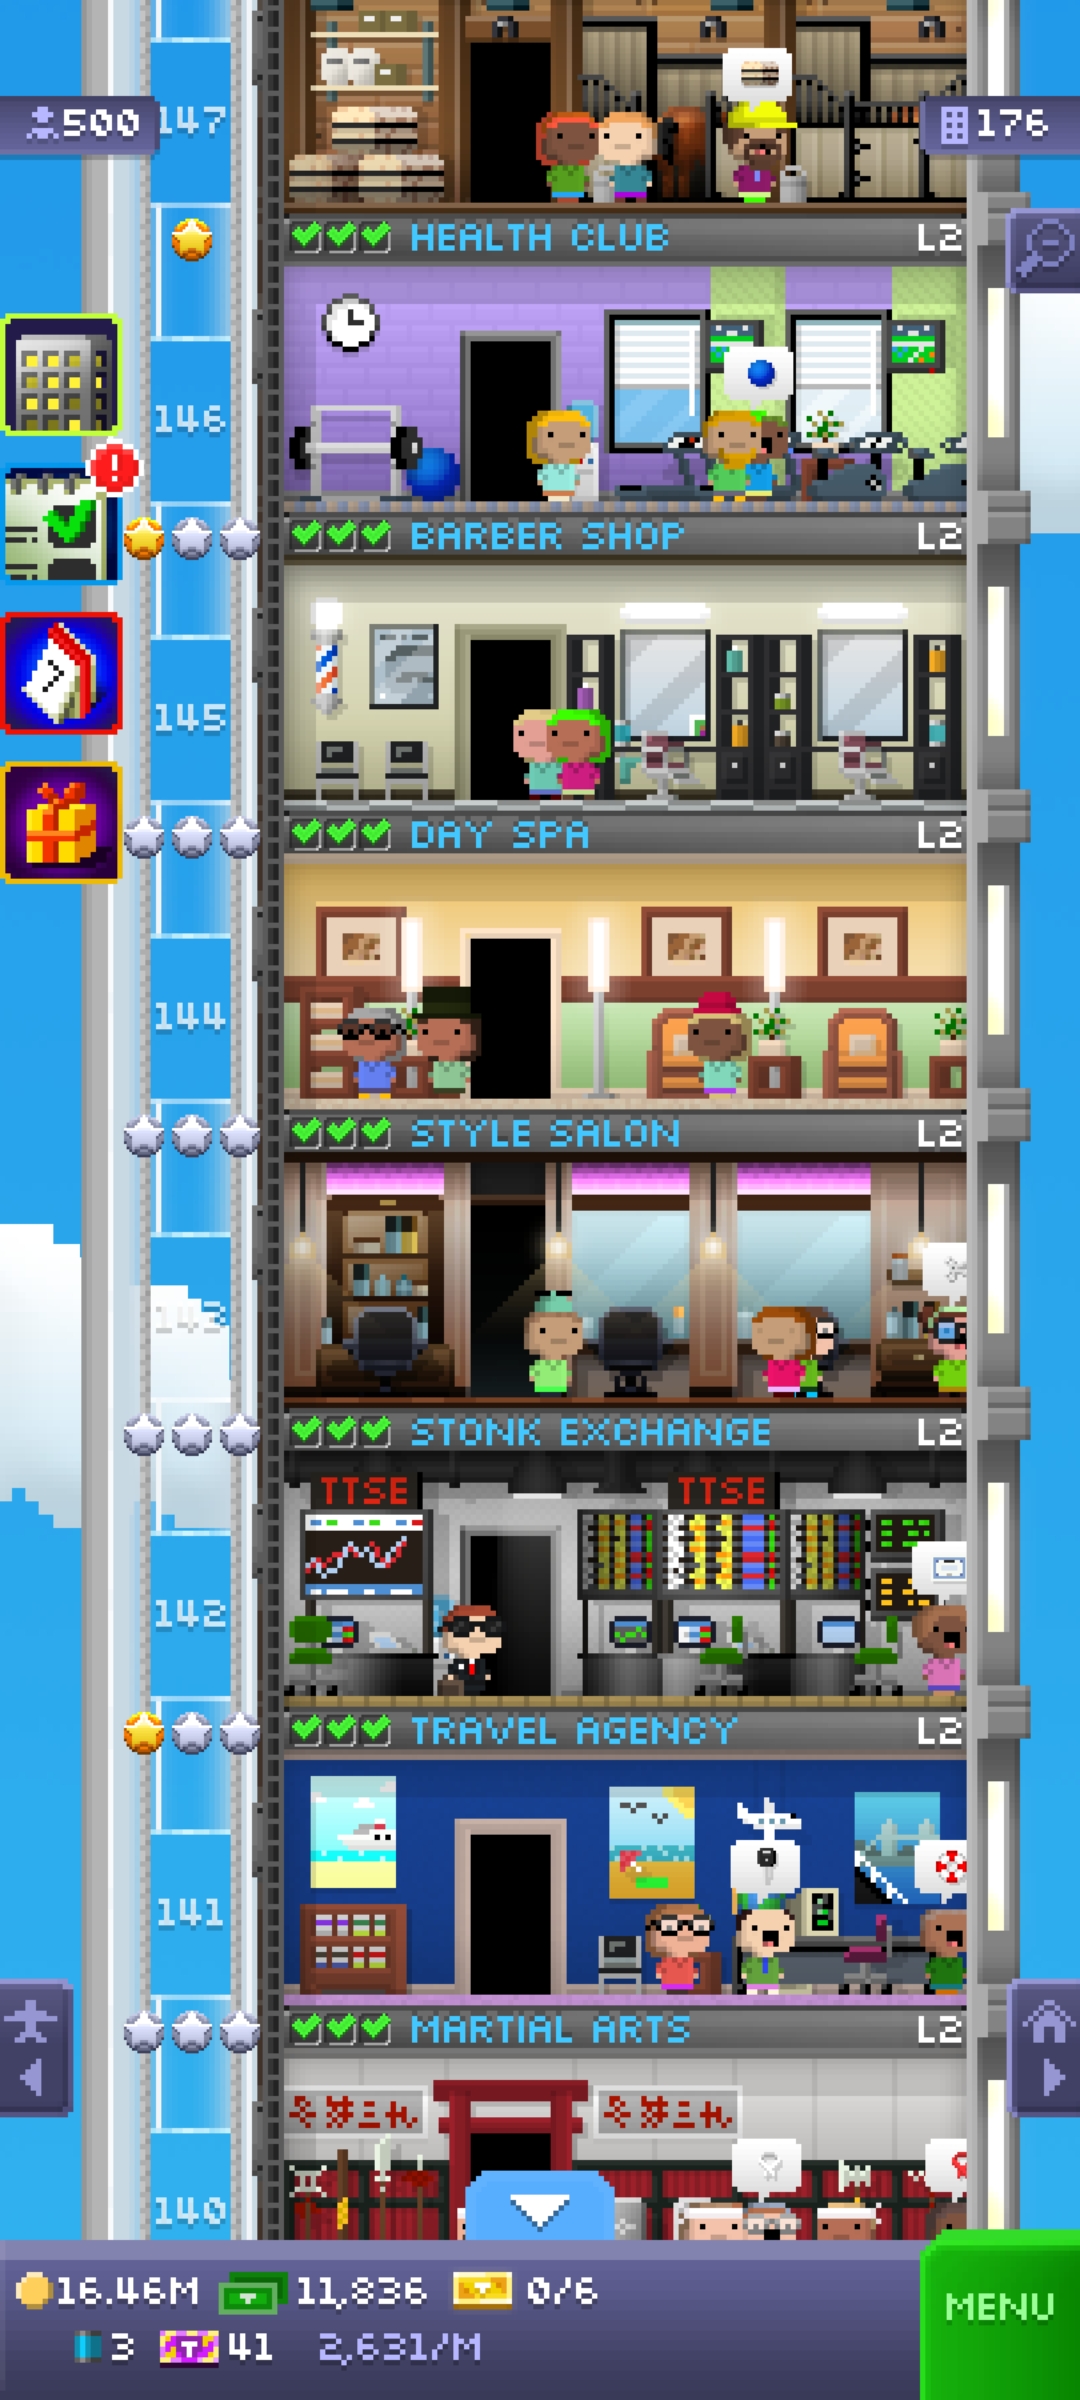 500
147
176
HEALTH CLUB L2
146
BARBER SHOP L2
145
DAY SPA L2
144
STYLE SALON L2
143
STONK EXCHANGE L2
TTSE TTSE
142
TRAVEL AGENCY L2
141
MARTIAL ARTS L2
140
16.46M 11,836 0/6
MENU
3 41 2,631/M